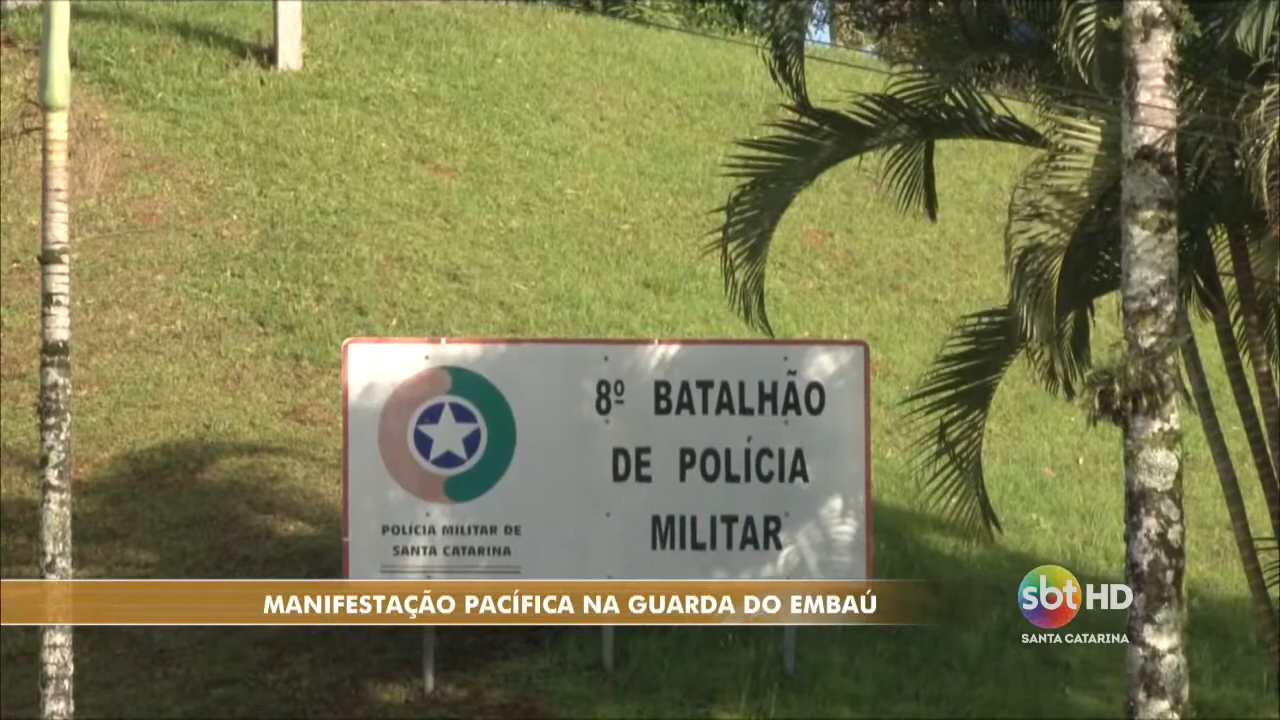 8º BATALHÃO
DE POLÍCIA
MILITAR
POLÍCIA MILITAR DE
SANTA CATARINA
MANIFESTAÇÃO PACÍFICA NA GUARDA DO EMBAÚ
sbt HD
SANTA CATARINA